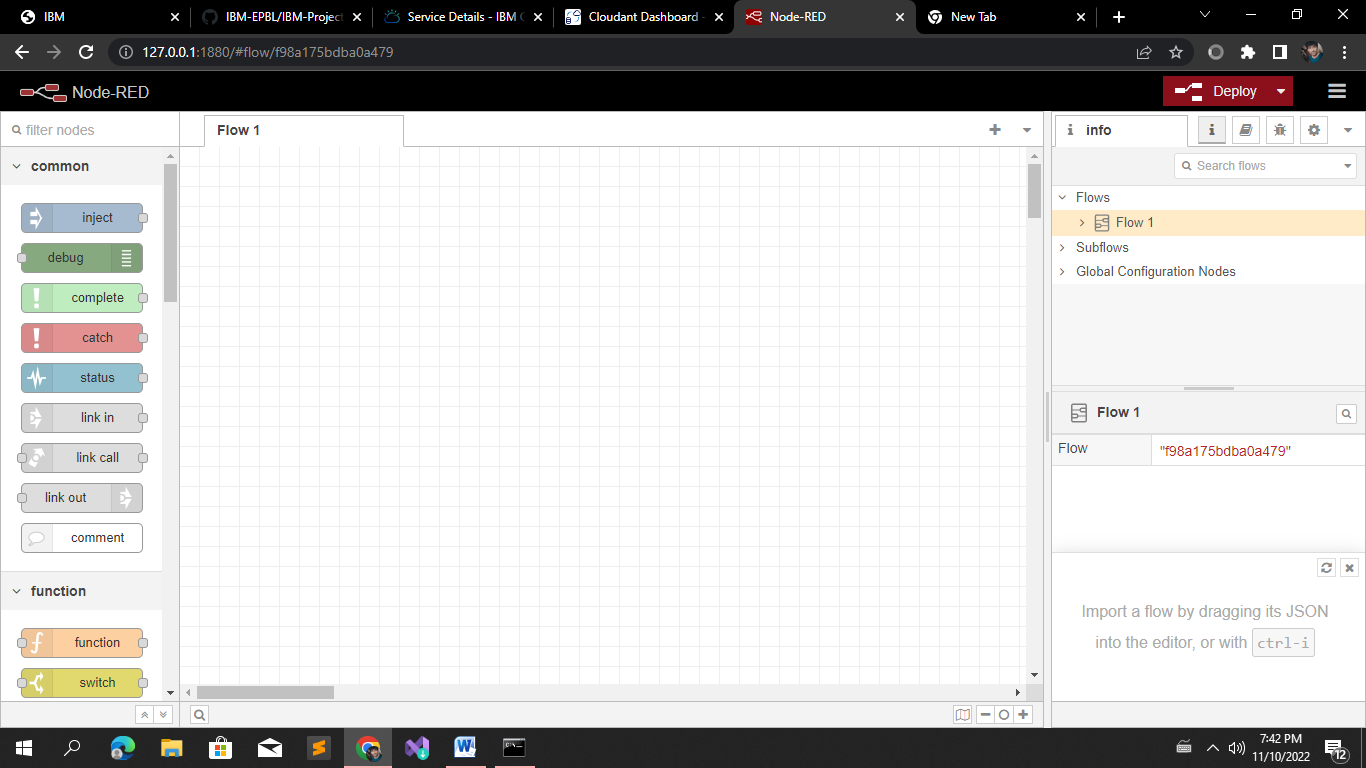 IBM
IBM-EPBL/IBM-Project
Service Details - IBM C
Cloudant Dashboard -
Node-RED
New Tab
127.0.0.1:1880/#flow/f98a175bdba0a479
Node-RED
Deploy
filter nodes
Flow 1
i info
i
Search flows
common
inject
debug
complete
catch
status
link in
link call
link out
comment
function
function
switch
Flows
Flow 1
Subflows
Global Configuration Nodes
Flow 1
Flow "f98a175bdba0a479"
Import a flow by dragging its JSON
into the editor, or with ctrl-i
7:42 PM
11/10/2022
12